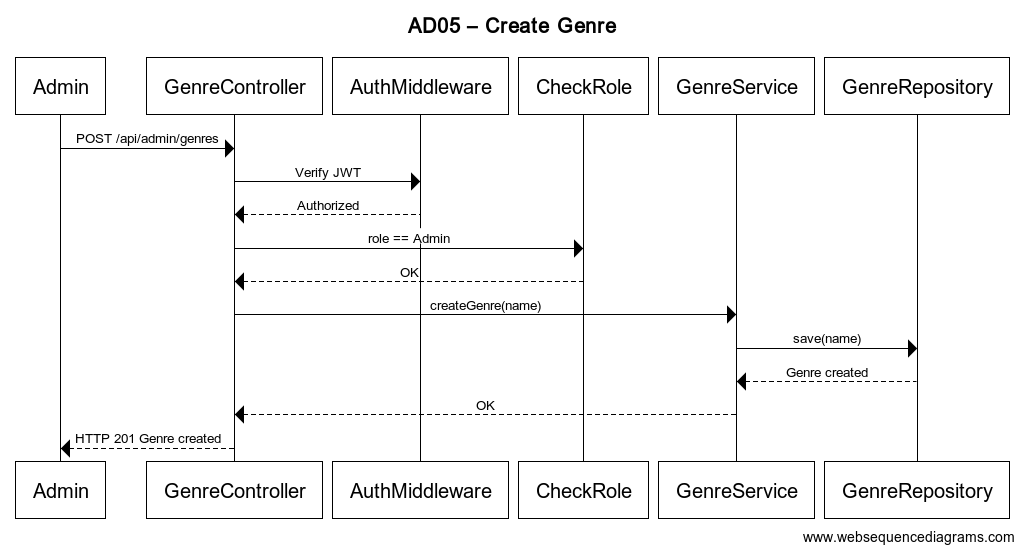 AD05 – Create Genre
Admin GenreController AuthMiddleware CheckRole GenreService GenreRepository
POST /api/admin/genres
Verify JWT
Authorized
role == Admin
OK
createGenre(name)
save(name)
Genre created
OK
HTTP 201 Genre created
Admin GenreController AuthMiddleware CheckRole GenreService GenreRepository
www.websequencediagrams.com